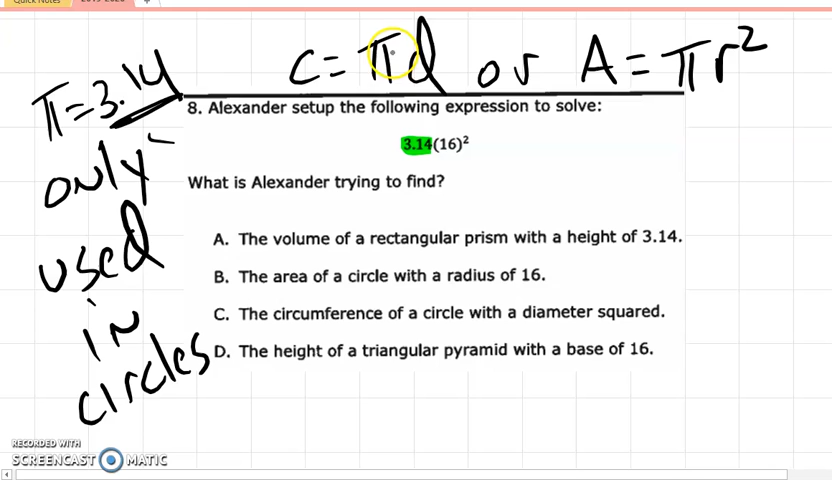 Quick Notes 2019-2020
C = πd or A = πr²
π = 3.14
only
used
in
circles
8. Alexander setup the following expression to solve:
3.14(16)²
What is Alexander trying to find?
A. The volume of a rectangular prism with a height of 3.14.
B. The area of a circle with a radius of 16.
C. The circumference of a circle with a diameter squared.
D. The height of a triangular pyramid with a base of 16.
RECORDED WITH
SCREENCAST MATIC